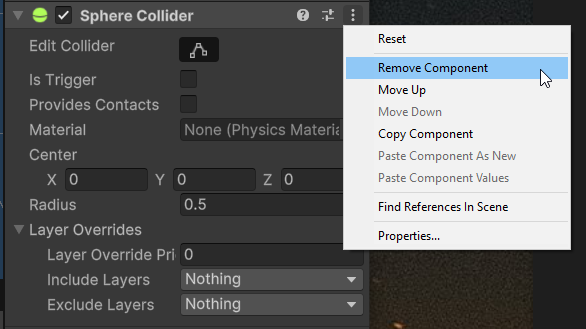 Sphere Collider
Edit Collider
Is Trigger
Provides Contacts
Material None (Physics Materia
Center
X 0 Y 0 Z 0
Radius 0.5
Layer Overrides
Layer Override Pri 0
Include Layers Nothing
Exclude Layers Nothing
Reset
Remove Component
Move Up
Move Down
Copy Component
Paste Component As New
Paste Component Values
Find References In Scene
Properties...